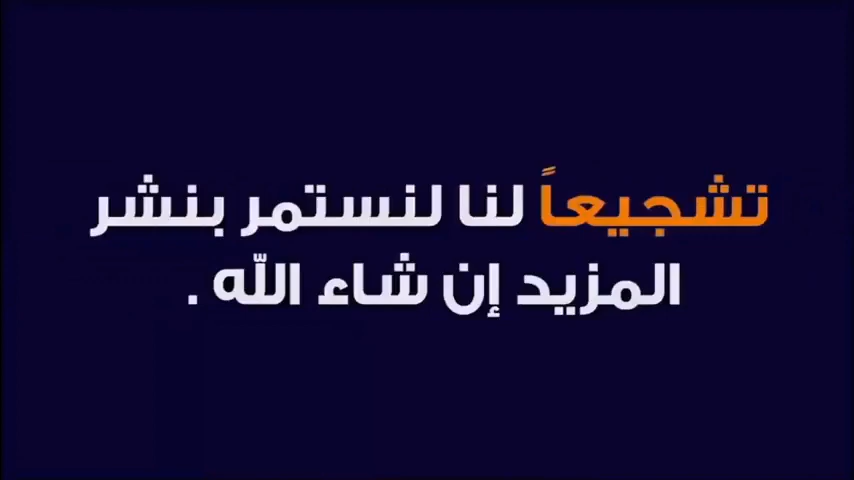 تشجيعاً لنا لنستمر بنشر
المزيد إن شاء الله .